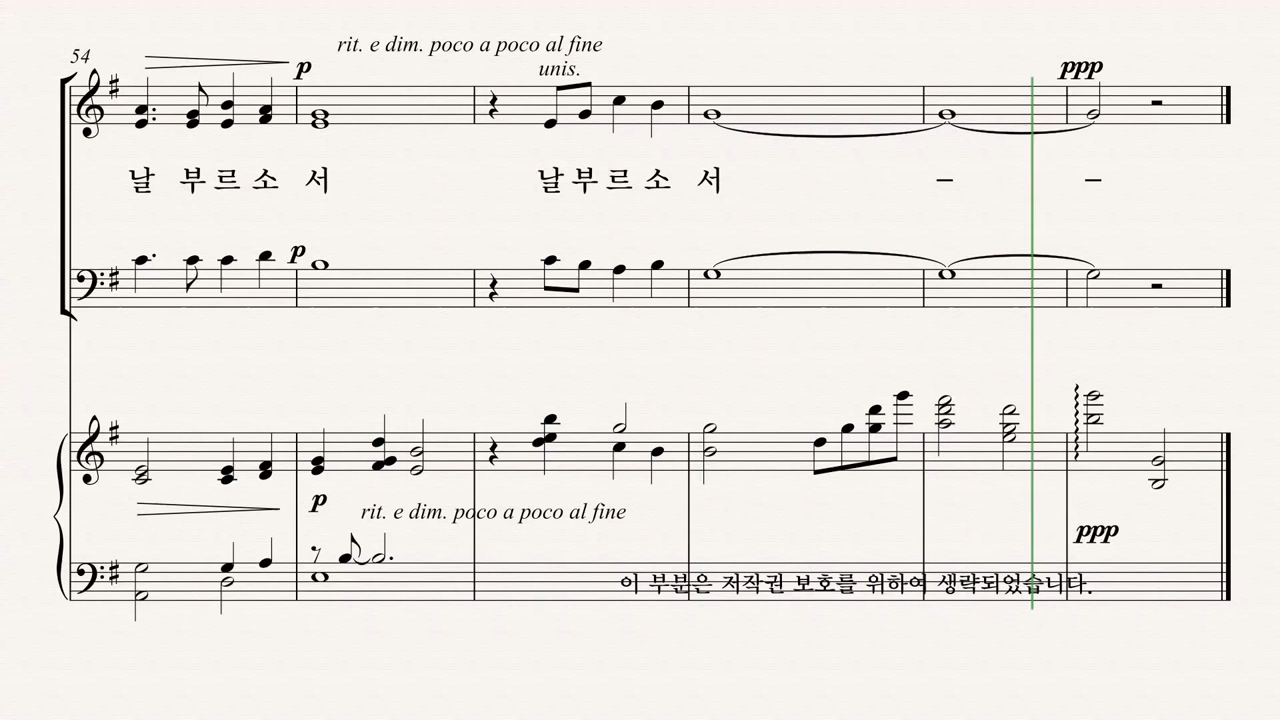 rit. e dim. poco a poco al fine
54
p
unis.
ppp
날 부르 소 서 날 부 르 소 서 – –
p
p
rit. e dim. poco a poco al fine
ppp
이 부분은 저작권 보호를 위하여 생략되었습니다.